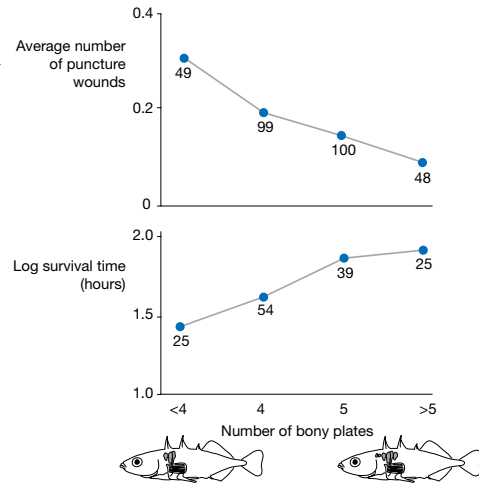 0.4
Average number
of puncture
wounds
49
0.2
99
100
48
0
2.0
Log survival time
(hours)
39
25
1.5
54
25
1.0
<4 4 5 >5
Number of bony plates